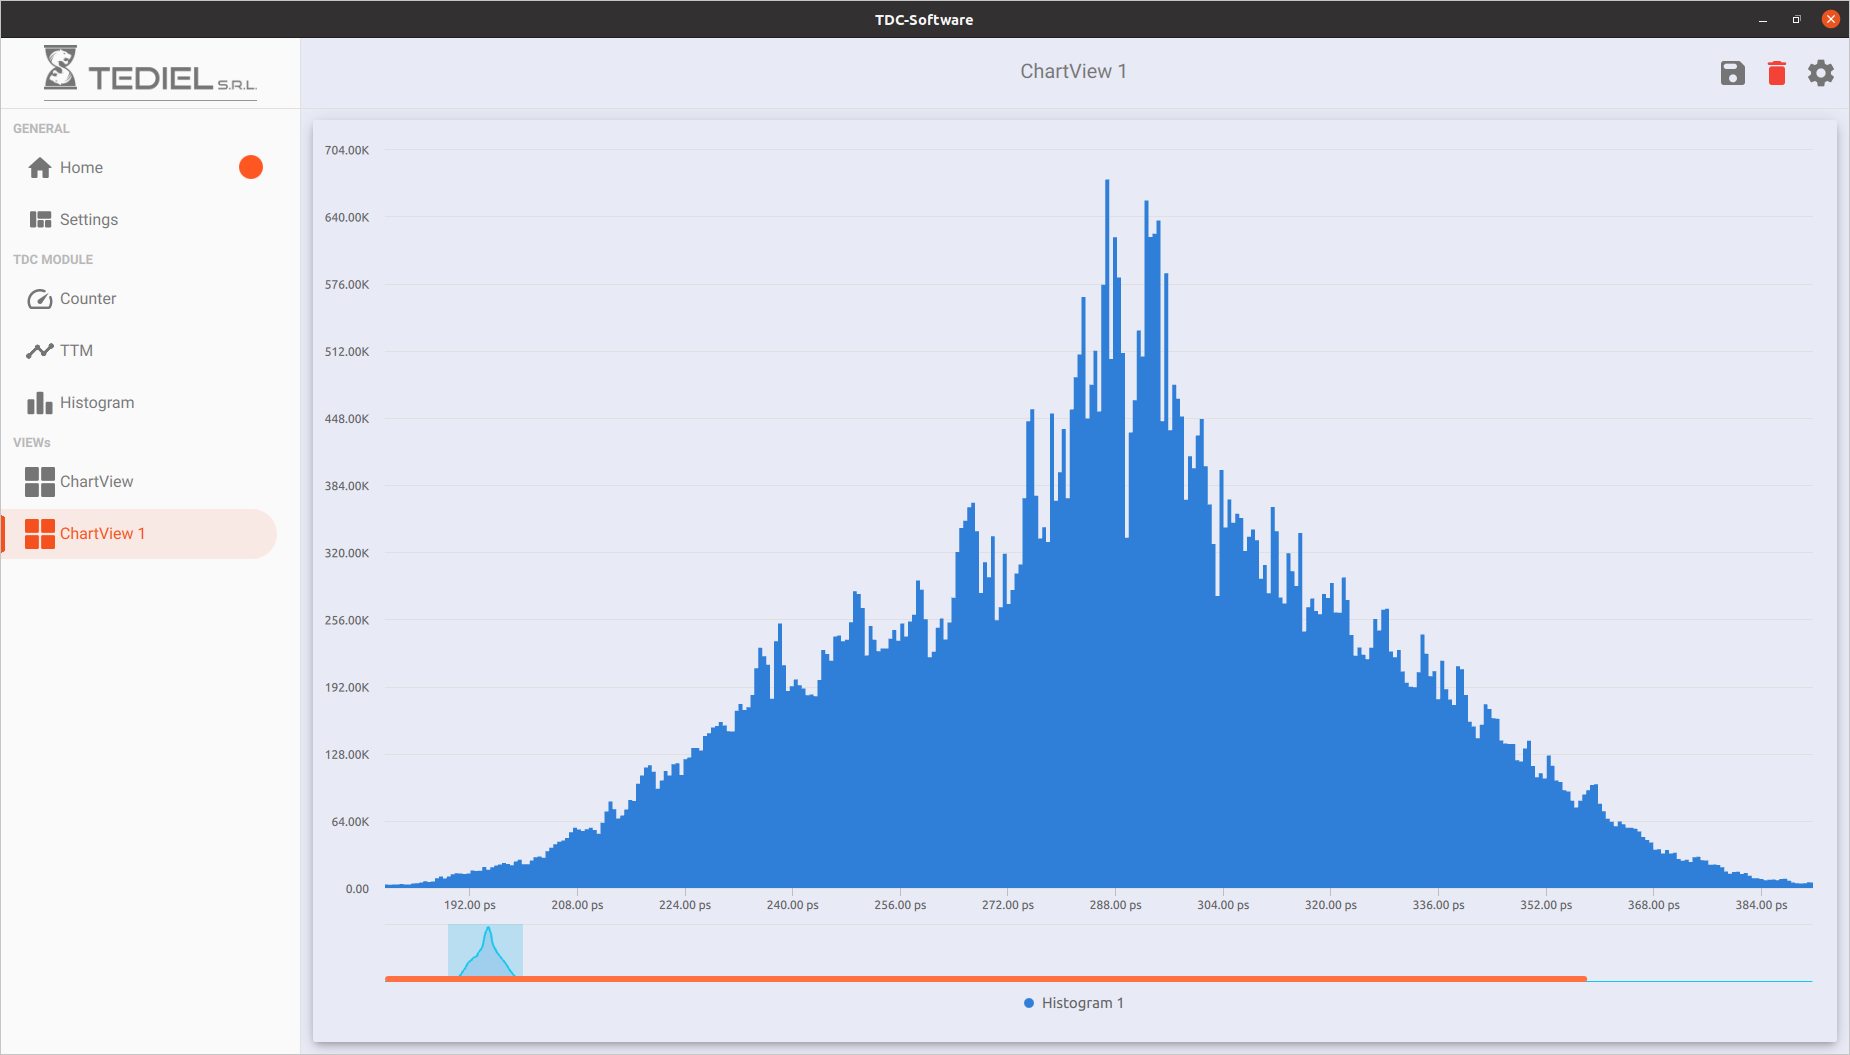 TDC-Software
TEDIEL S.R.L.
ChartView 1
GENERAL
Home
Settings
TDC MODULE
Counter
TTM
Histogram
VIEWs
ChartView
ChartView 1
704.00K
640.00K
576.00K
512.00K
448.00K
384.00K
320.00K
256.00K
192.00K
128.00K
64.00K
0.00
192.00 ps 208.00 ps 224.00 ps 240.00 ps 256.00 ps 272.00 ps 288.00 ps 304.00 ps 320.00 ps 336.00 ps 352.00 ps 368.00 ps 384.00 ps
Histogram 1